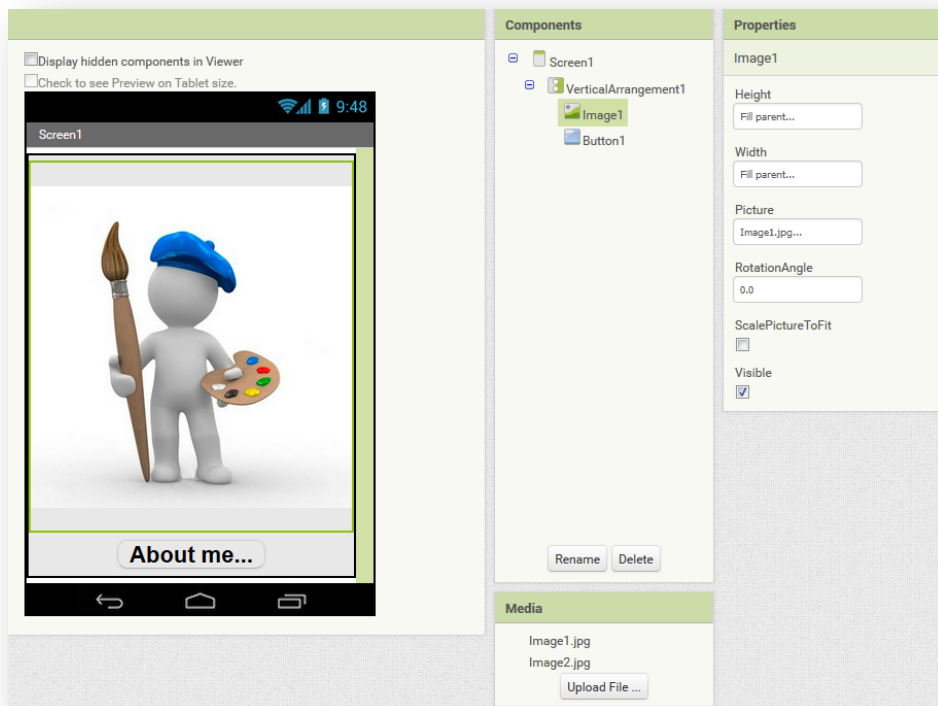 Display hidden components in Viewer
Check to see Preview on Tablet size.
9:48
Screen1
About me...
Components
Screen1
VerticalArrangement1
Image1
Button1
Rename
Delete
Media
Image1.jpg
Image2.jpg
Upload File ...
Properties
Image1
Height
Fill parent...
Width
Fill parent...
Picture
Image1.jpg...
RotationAngle
0.0
ScalePictureToFit
Visible